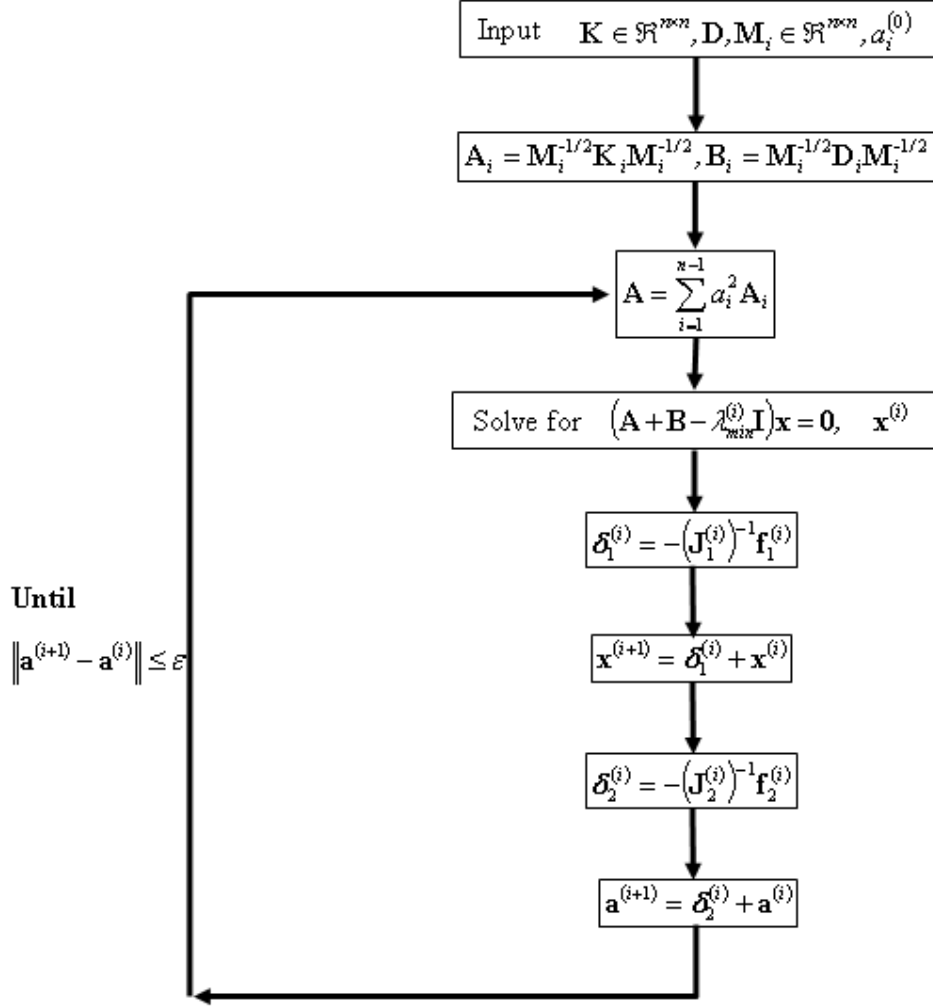 Input K ∈ ℜ^{n×n}, D, M_i ∈ ℜ^{n×n}, a_i^{(0)}
A_i = M_i^{-1/2} K_i M_i^{-1/2}, B_i = M_i^{-1/2} D_i M_i^{-1/2}
A = \sum_{i-1}^{n-1} a_i^2 A_i
Solve for (A + B − λ_{min}^{(i)} I) x = 0, x^{(i)}
δ_1^{(i)} = −(J_1^{(i)})^{-1} f_1^{(i)}
Until
‖a^{(i+1)} − a^{(i)}‖ ≤ ε
x^{(i+1)} = δ_1^{(i)} + x^{(i)}
δ_2^{(i)} = −(J_2^{(i)})^{-1} f_2^{(i)}
a^{(i+1)} = δ_2^{(i)} + a^{(i)}